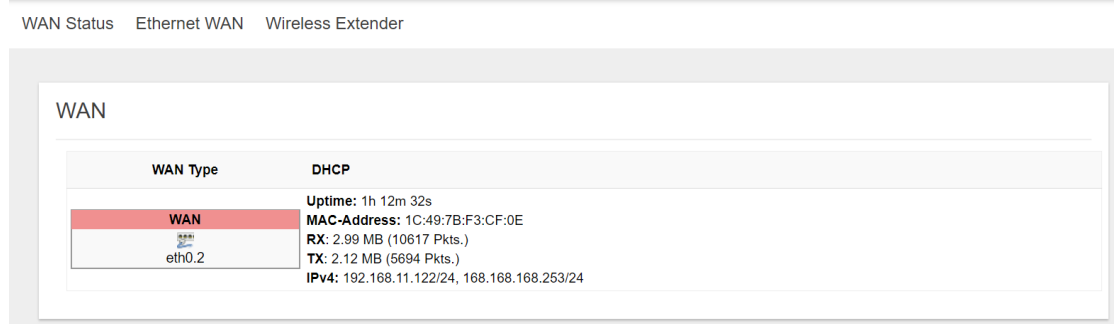 WAN Status Ethernet WAN Wireless Extender
WAN
WAN Type DHCP
Uptime: 1h 12m 32s
WAN MAC-Address: 1C:49:7B:F3:CF:0E
RX: 2.99 MB (10617 Pkts.)
eth0.2 TX: 2.12 MB (5694 Pkts.)
IPv4: 192.168.11.122/24, 168.168.168.253/24